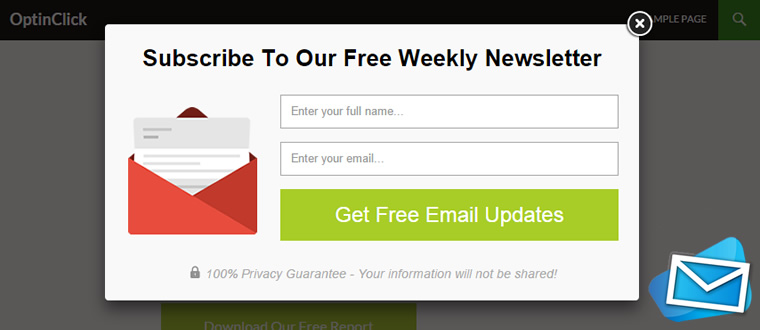 OptinClick
MPLE PAGE
Subscribe To Our Free Weekly Newsletter
Enter your full name...
Enter your email...
Get Free Email Updates
100% Privacy Guarantee - Your information will not be shared!
Download Our Free Report